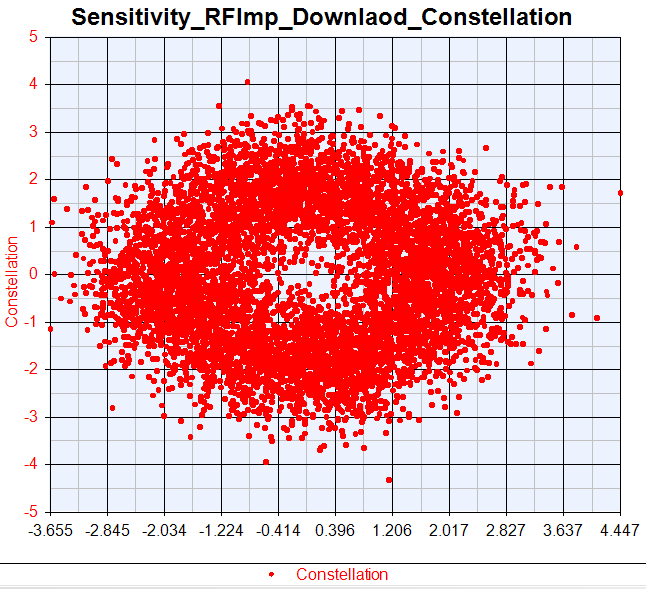 Sensitivity_RFImp_Downlaod_Constellation
5
4
3
2
1
0
-1
-2
-3
-4
-5
Constellation
-3.655 -2.845 -2.034 -1.224 -0.414 0.396 1.206 2.017 2.827 3.637 4.447
Constellation